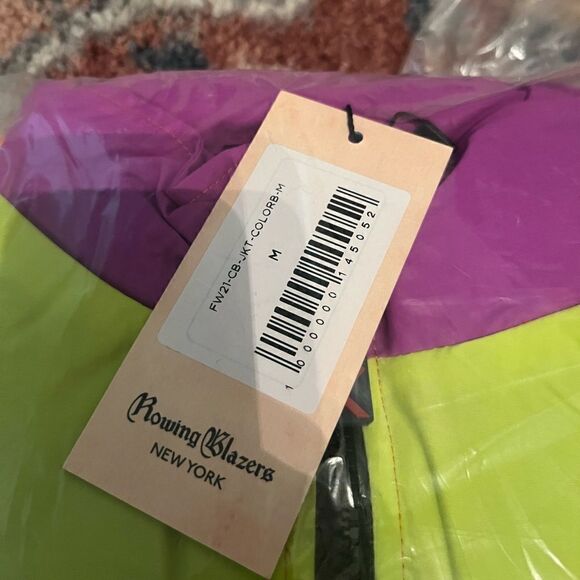 FW21-CB-JKT-COLORB-M
M
1000000145052
Rowing Blazers
NEW YORK